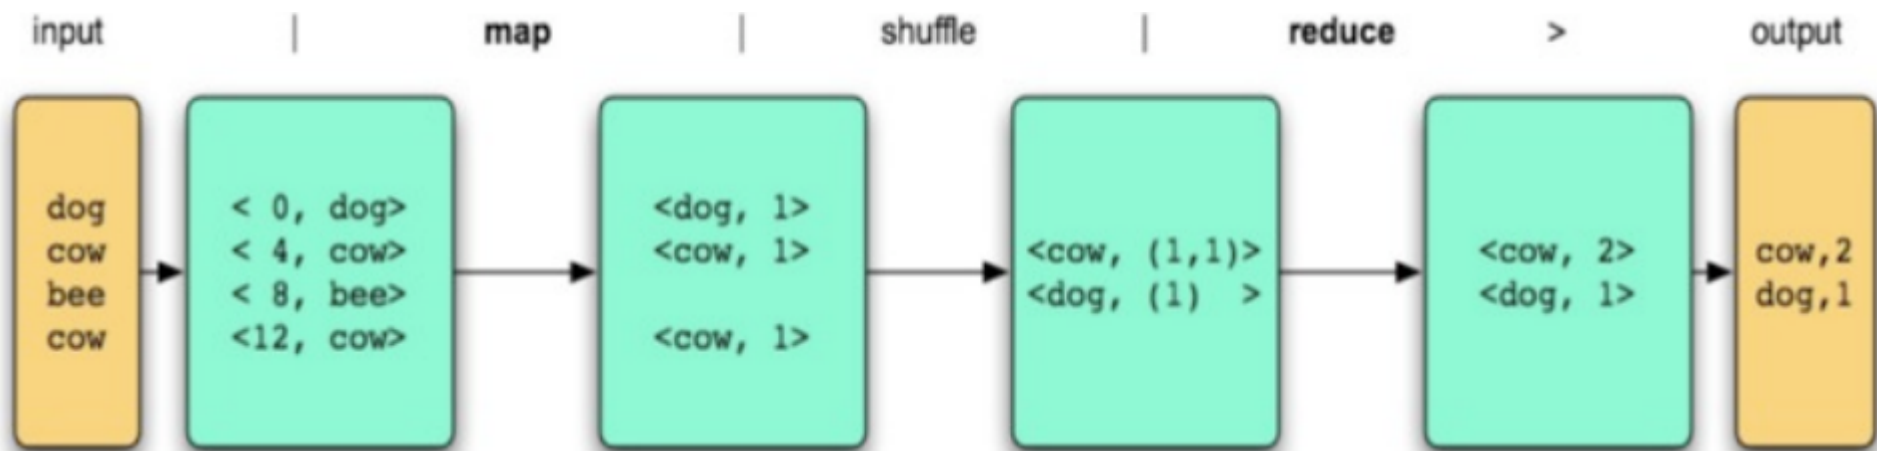 input | map | shuffle | reduce > output
dog
cow
bee
cow
< 0, dog>
< 4, cow>
< 8, bee>
<12, cow>
<dog, 1>
<cow, 1>
<cow, 1>
<cow, (1,1)>
<dog, (1) >
<cow, 2>
<dog, 1>
cow,2
dog,1